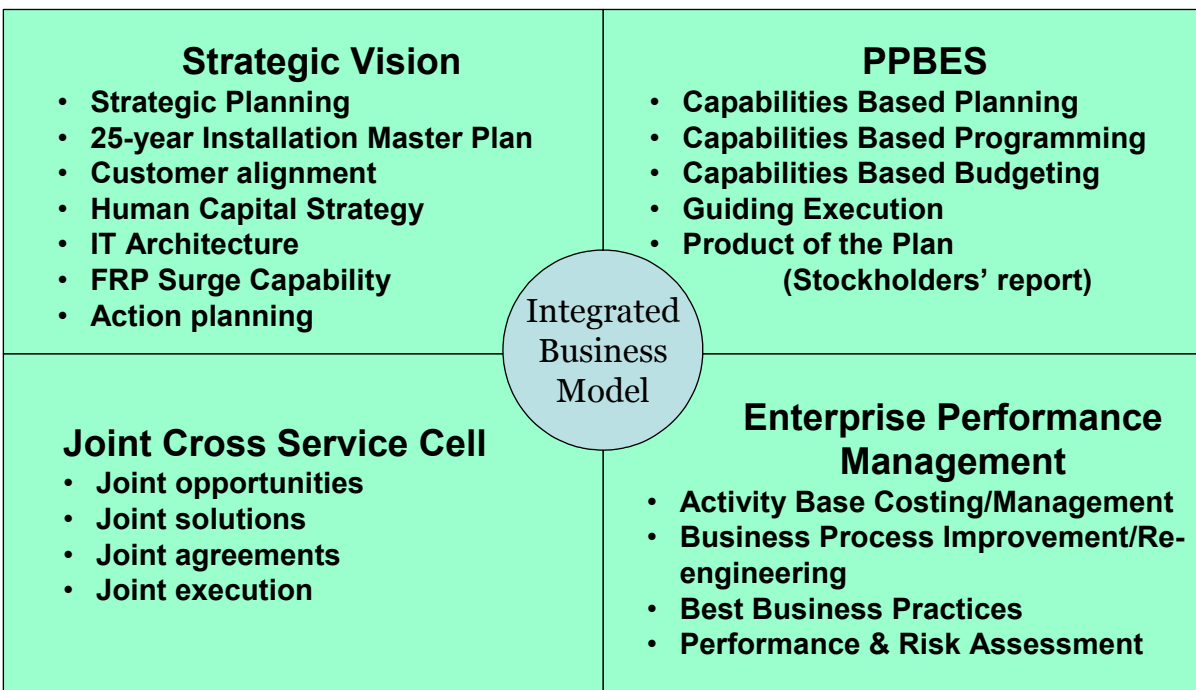 Strategic Vision
• Strategic Planning
• 25-year Installation Master Plan
• Customer alignment
• Human Capital Strategy
• IT Architecture
• FRP Surge Capability
• Action planning
PPBES
• Capabilities Based Planning
• Capabilities Based Programming
• Capabilities Based Budgeting
• Guiding Execution
• Product of the Plan
(Stockholders’ report)
Integrated
Business
Model
Joint Cross Service Cell
• Joint opportunities
• Joint solutions
• Joint agreements
• Joint execution
Enterprise Performance
Management
• Activity Base Costing/Management
• Business Process Improvement/Re-
engineering
• Best Business Practices
• Performance & Risk Assessment